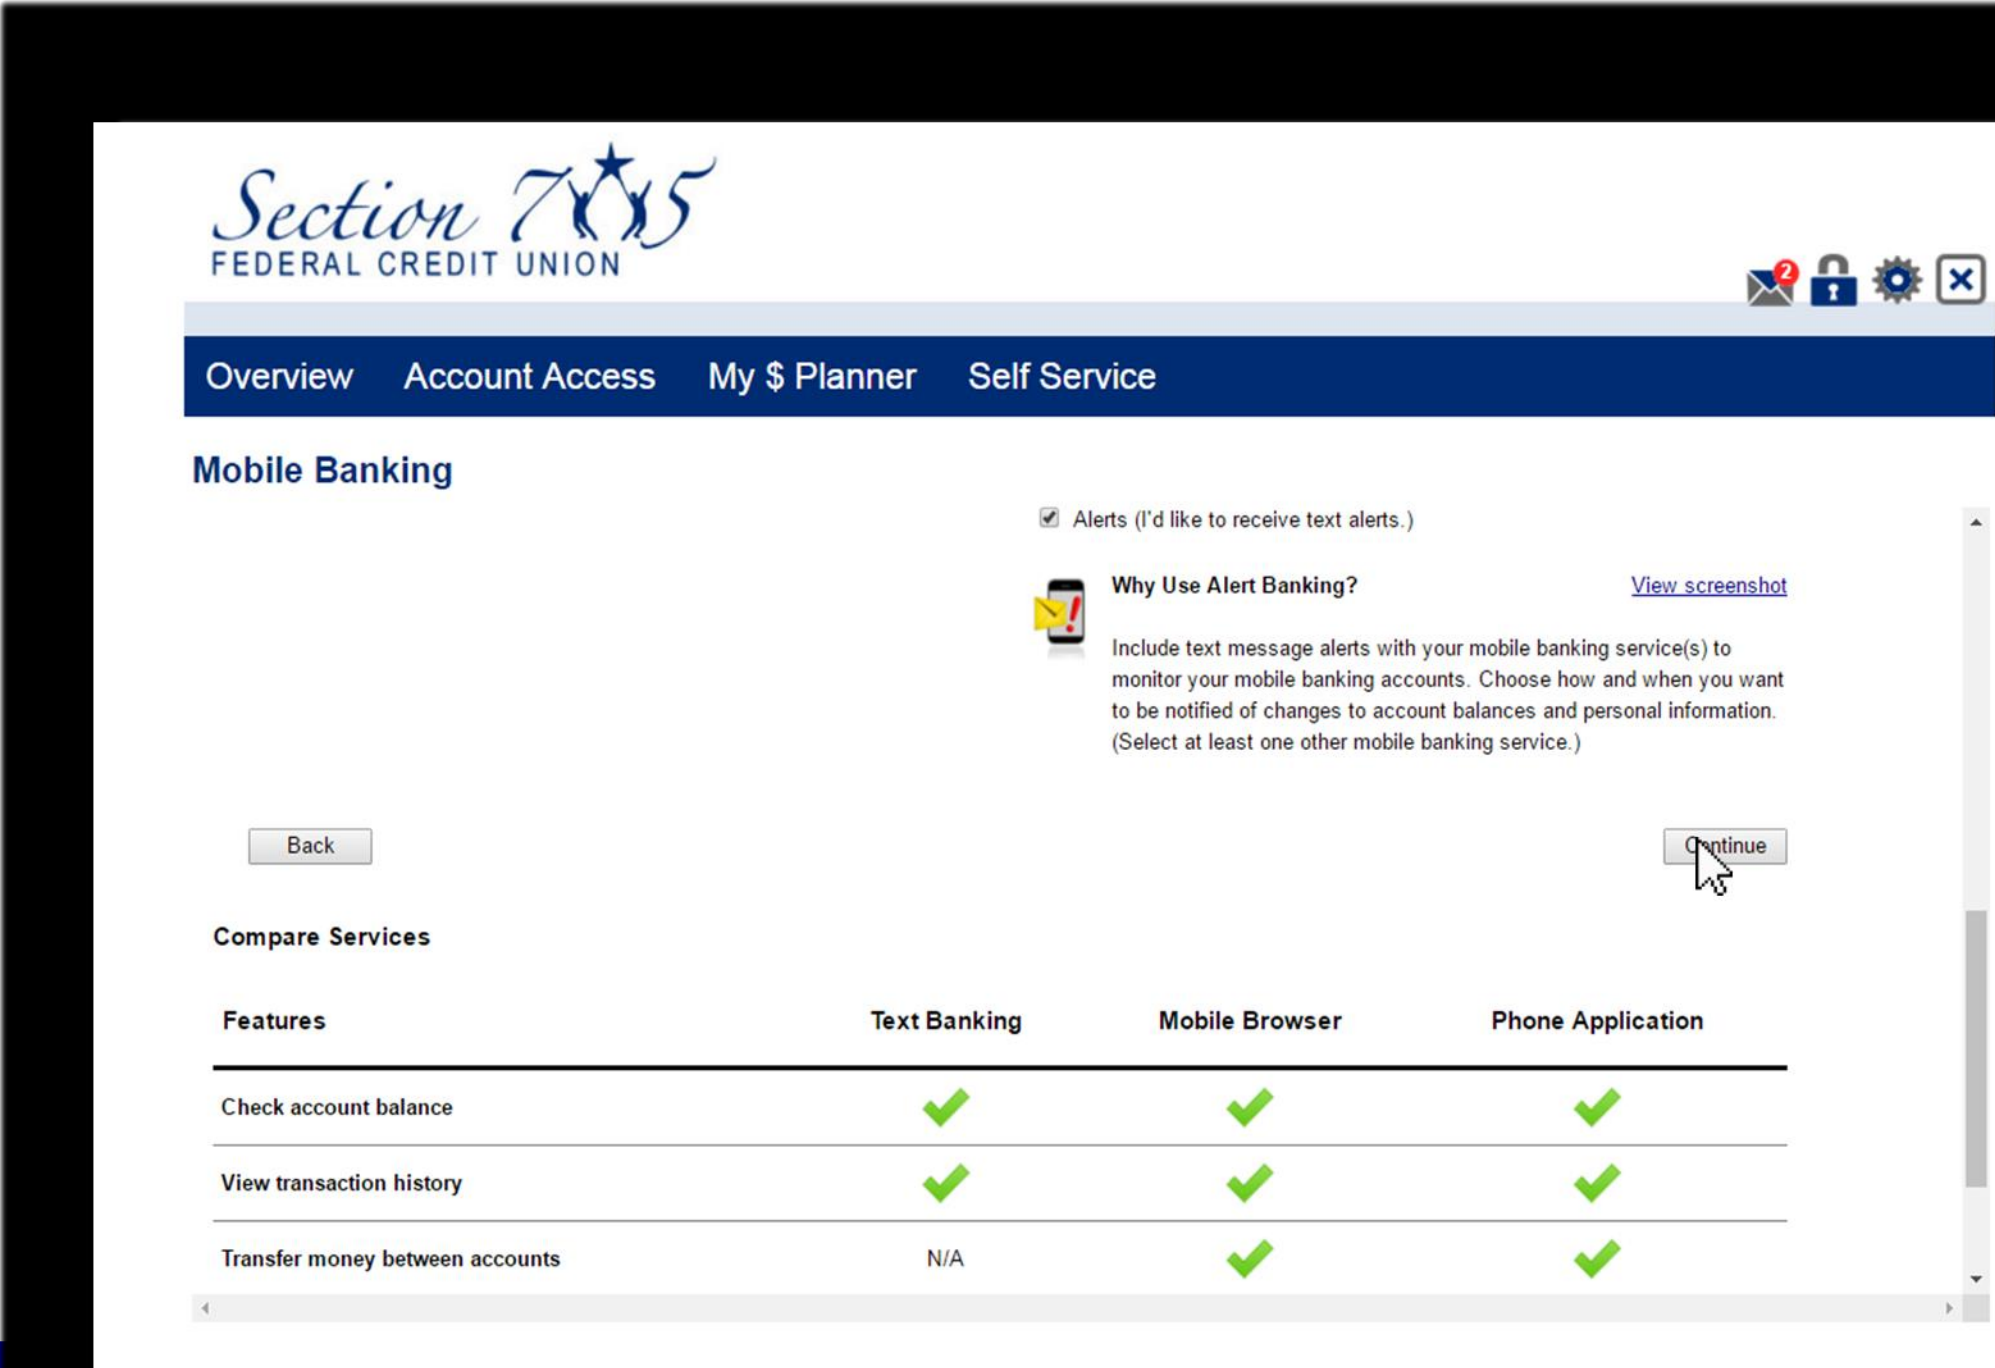 Section 705
FEDERAL CREDIT UNION
2
Overview Account Access My $ Planner Self Service
Mobile Banking
Alerts (I'd like to receive text alerts.)
Why Use Alert Banking? View screenshot
Include text message alerts with your mobile banking service(s) to
monitor your mobile banking accounts. Choose how and when you want
to be notified of changes to account balances and personal information.
(Select at least one other mobile banking service.)
Back Continue
Compare Services
Features Text Banking Mobile Browser Phone Application
Check account balance
View transaction history
Transfer money between accounts N/A